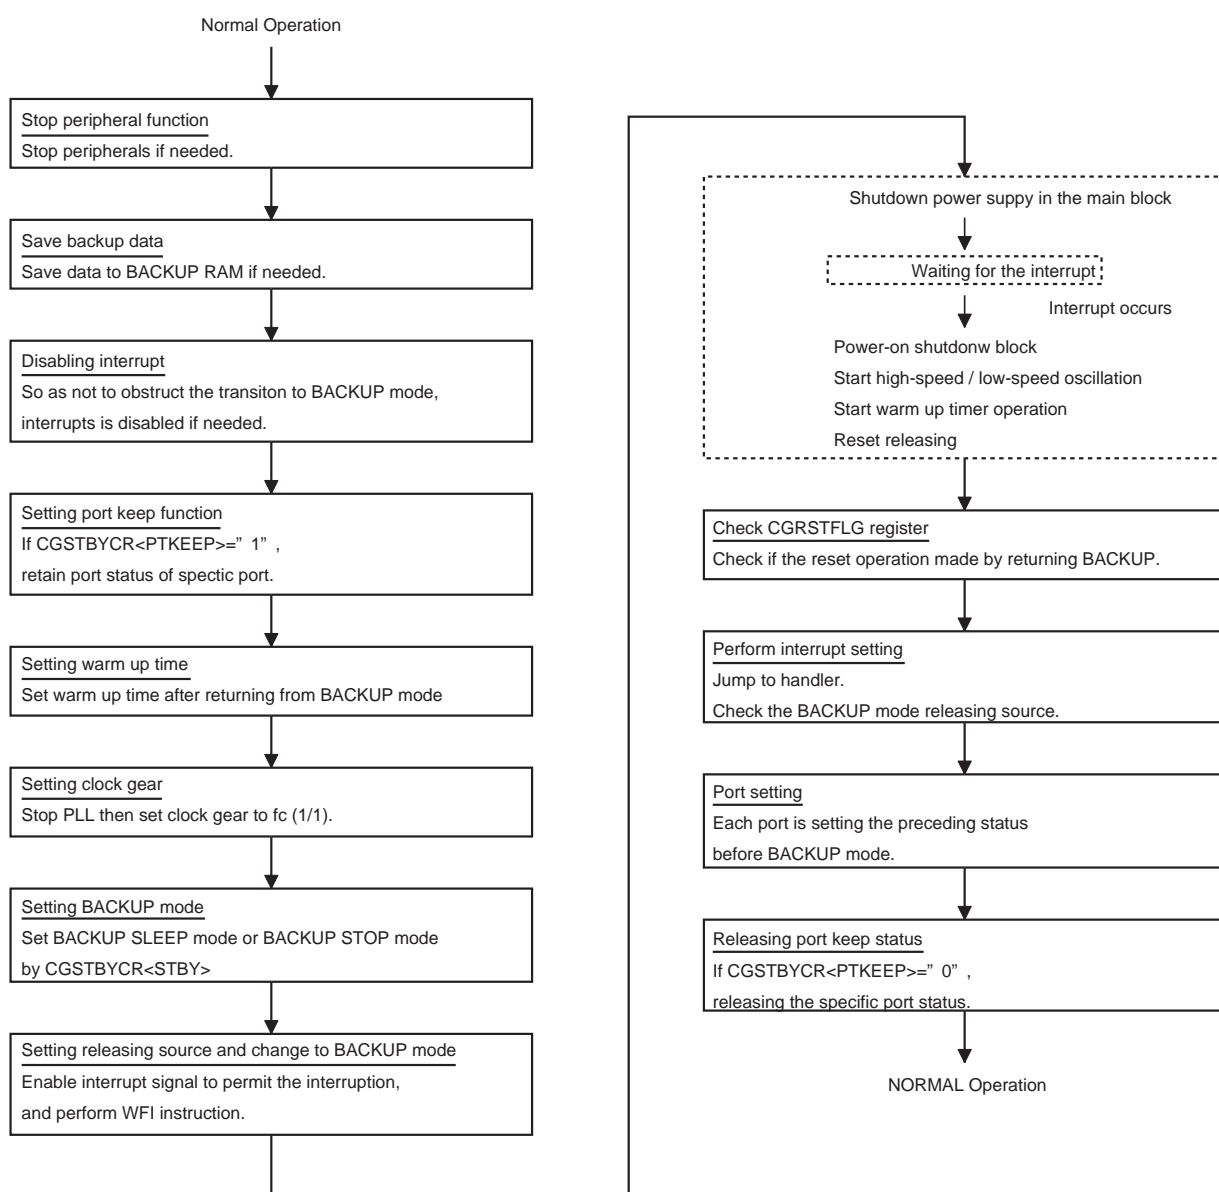 Normal Operation
Stop peripheral function
Stop peripherals if needed.
Save backup data
Save data to BACKUP RAM if needed.
Disabling interrupt
So as not to obstruct the transiton to BACKUP mode,
interrupts is disabled if needed.
Setting port keep function
If CGSTBYCR<PTKEEP>=” 1” ,
retain port status of spectic port.
Setting warm up time
Set warm up time after returning from BACKUP mode
Setting clock gear
Stop PLL then set clock gear to fc (1/1).
Setting BACKUP mode
Set BACKUP SLEEP mode or BACKUP STOP mode
by CGSTBYCR<STBY>
Setting releasing source and change to BACKUP mode
Enable interrupt signal to permit the interruption,
and perform WFI instruction.
Shutdown power suppy in the main block
Waiting for the interrupt
Interrupt occurs
Power-on shutdonw block
Start high-speed / low-speed oscillation
Start warm up timer operation
Reset releasing
Check CGRSTFLG register
Check if the reset operation made by returning BACKUP.
Perform interrupt setting
Jump to handler.
Check the BACKUP mode releasing source.
Port setting
Each port is setting the preceding status
before BACKUP mode.
Releasing port keep status
If CGSTBYCR<PTKEEP>=” 0” ,
releasing the specific port status.
NORMAL Operation